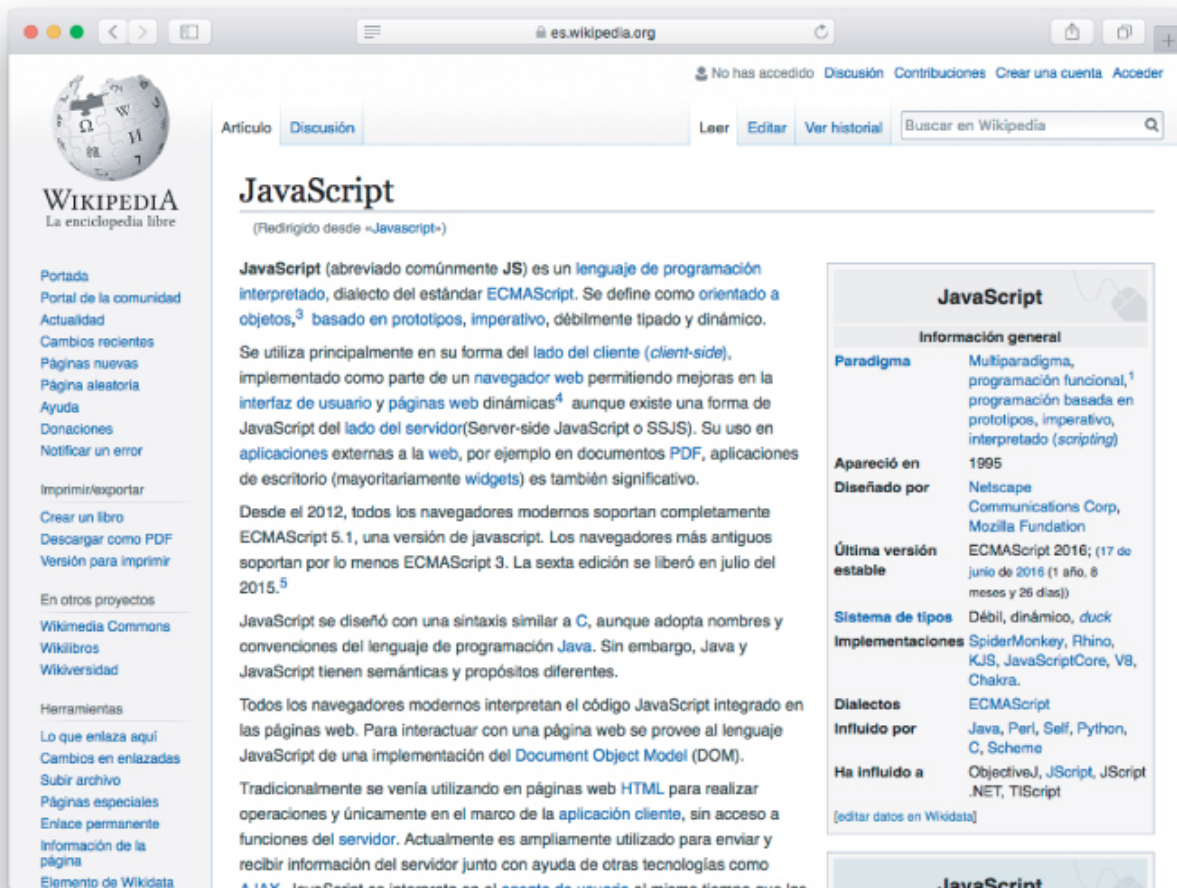 es.wikipedia.org
No has accedido Discusión Contribuciones Crear una cuenta Acceder
Artículo Discusión Leer Editar Ver historial Buscar en Wikipedia
WIKIPEDIA
La enciclopedia libre
Portada
Portal de la comunidad
Actualidad
Cambios recientes
Páginas nuevas
Página aleatoria
Ayuda
Donaciones
Notificar un error
Imprimir/exportar
Crear un libro
Descargar como PDF
Versión para imprimir
En otros proyectos
Wikimedia Commons
Wikilibros
Wikiversidad
Herramientas
Lo que enlaza aquí
Cambios en enlazadas
Subir archivo
Páginas especiales
Enlace permanente
Información de la
página
Elemento de Wikidata
JavaScript
(Redirigido desde «Javascript»)
JavaScript (abreviado comúnmente JS) es un lenguaje de programación
interpretado, dialecto del estándar ECMAScript. Se define como orientado a
objetos,3 basado en prototipos, imperativo, débilmente tipado y dinámico.
Se utiliza principalmente en su forma del lado del cliente (client-side),
implementado como parte de un navegador web permitiendo mejoras en la
interfaz de usuario y páginas web dinámicas4 aunque existe una forma de
JavaScript del lado del servidor(Server-side JavaScript o SSJS). Su uso en
aplicaciones externas a la web, por ejemplo en documentos PDF, aplicaciones
de escritorio (mayoritariamente widgets) es también significativo.
Desde el 2012, todos los navegadores modernos soportan completamente
ECMAScript 5.1, una versión de javascript. Los navegadores más antiguos
soportan por lo menos ECMAScript 3. La sexta edición se liberó en julio del
2015.5
JavaScript se diseñó con una sintaxis similar a C, aunque adopta nombres y
convenciones del lenguaje de programación Java. Sin embargo, Java y
JavaScript tienen semánticas y propósitos diferentes.
Todos los navegadores modernos interpretan el código JavaScript integrado en
las páginas web. Para interactuar con una página web se provee al lenguaje
JavaScript de una implementación del Document Object Model (DOM).
Tradicionalmente se venía utilizando en páginas web HTML para realizar
operaciones y únicamente en el marco de la aplicación cliente, sin acceso a
funciones del servidor. Actualmente es ampliamente utilizado para enviar y
recibir información del servidor junto con ayuda de otras tecnologías como
AJAX. JavaScript se interpreta en el agente de usuario al mismo tiempo que las
JavaScript
Información general
Paradigma Multiparadigma,
programación funcional,1
programación basada en
prototipos, imperativo,
interpretado (scripting)
Apareció en 1995
Diseñado por Netscape
Communications Corp,
Mozilla Fundation
Última versión ECMAScript 2016; (17 de
estable junio de 2016 (1 año, 8
meses y 26 días))
Sistema de tipos Débil, dinámico, duck
Implementaciones SpiderMonkey, Rhino,
KJS, JavaScriptCore, V8,
Chakra.
Dialectos ECMAScript
Influido por Java, Perl, Self, Python,
C, Scheme
Ha influido a ObjectiveJ, JScript, JScript
.NET, TIScript
[editar datos en Wikidata]
JavaScript